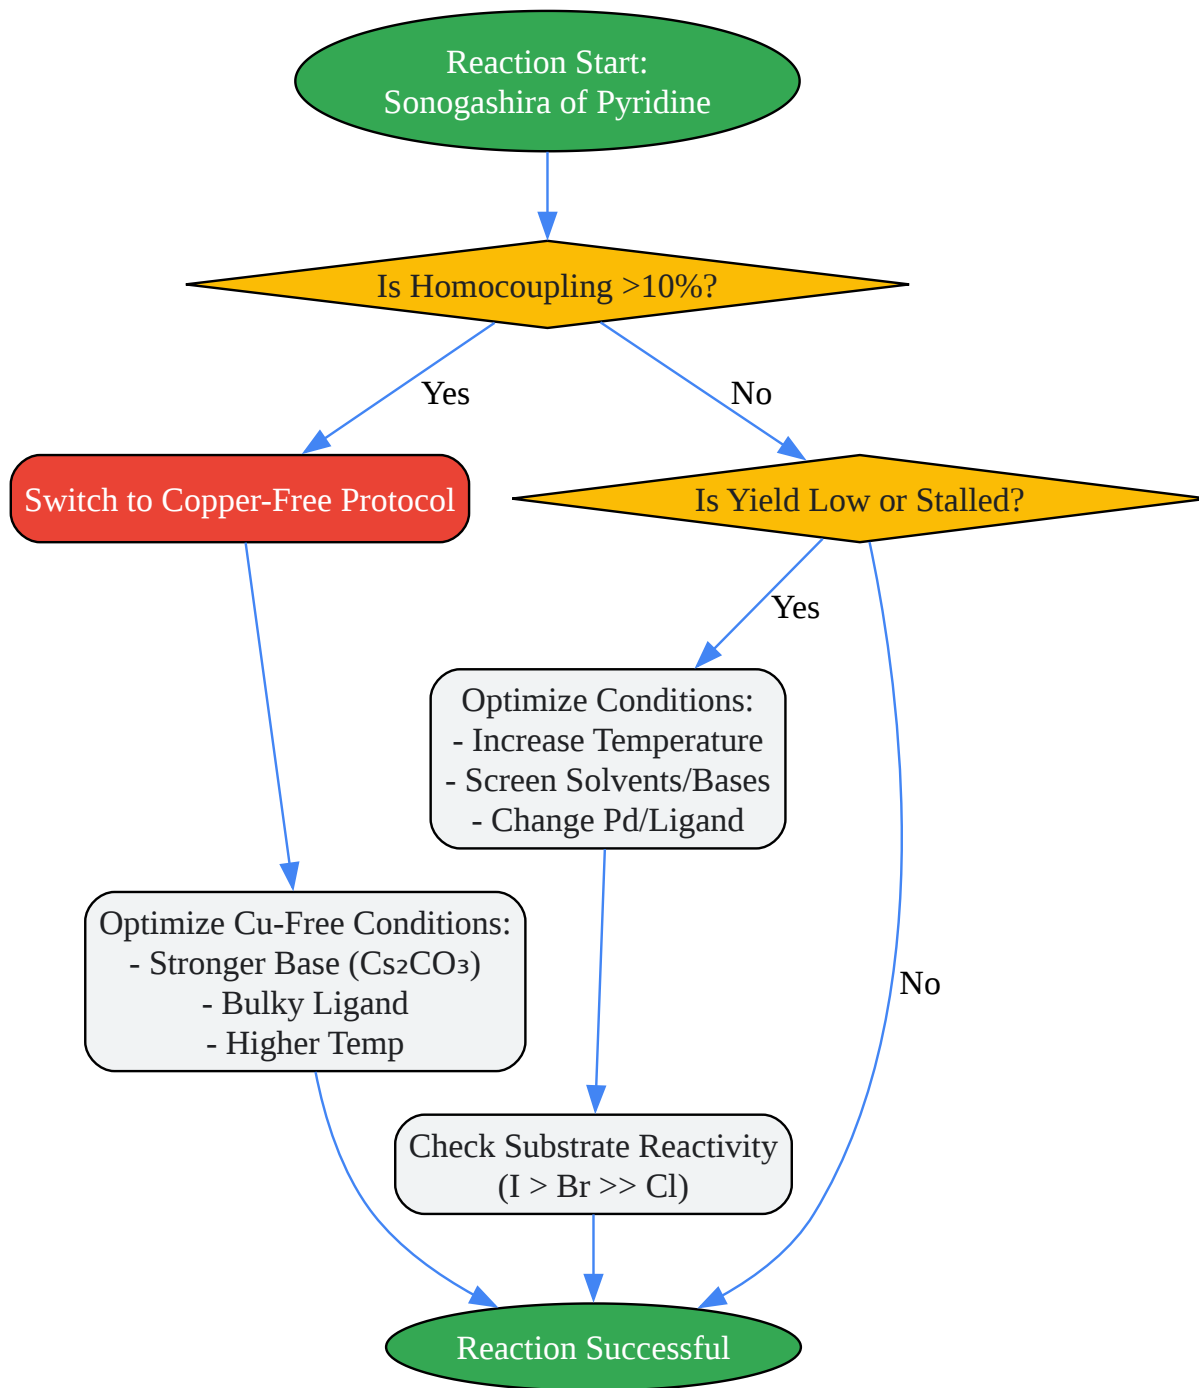 Reaction Start:
Sonogashira of Pyridine
Is Homocoupling >10%?
Yes
No
Switch to Copper-Free Protocol
Is Yield Low or Stalled?
Yes
Optimize Conditions:
- Increase Temperature
- Screen Solvents/Bases
- Change Pd/Ligand
Optimize Cu-Free Conditions:
- Stronger Base (Cs₂CO₃)
- Bulky Ligand
- Higher Temp
No
Check Substrate Reactivity
(I > Br >> Cl)
Reaction Successful